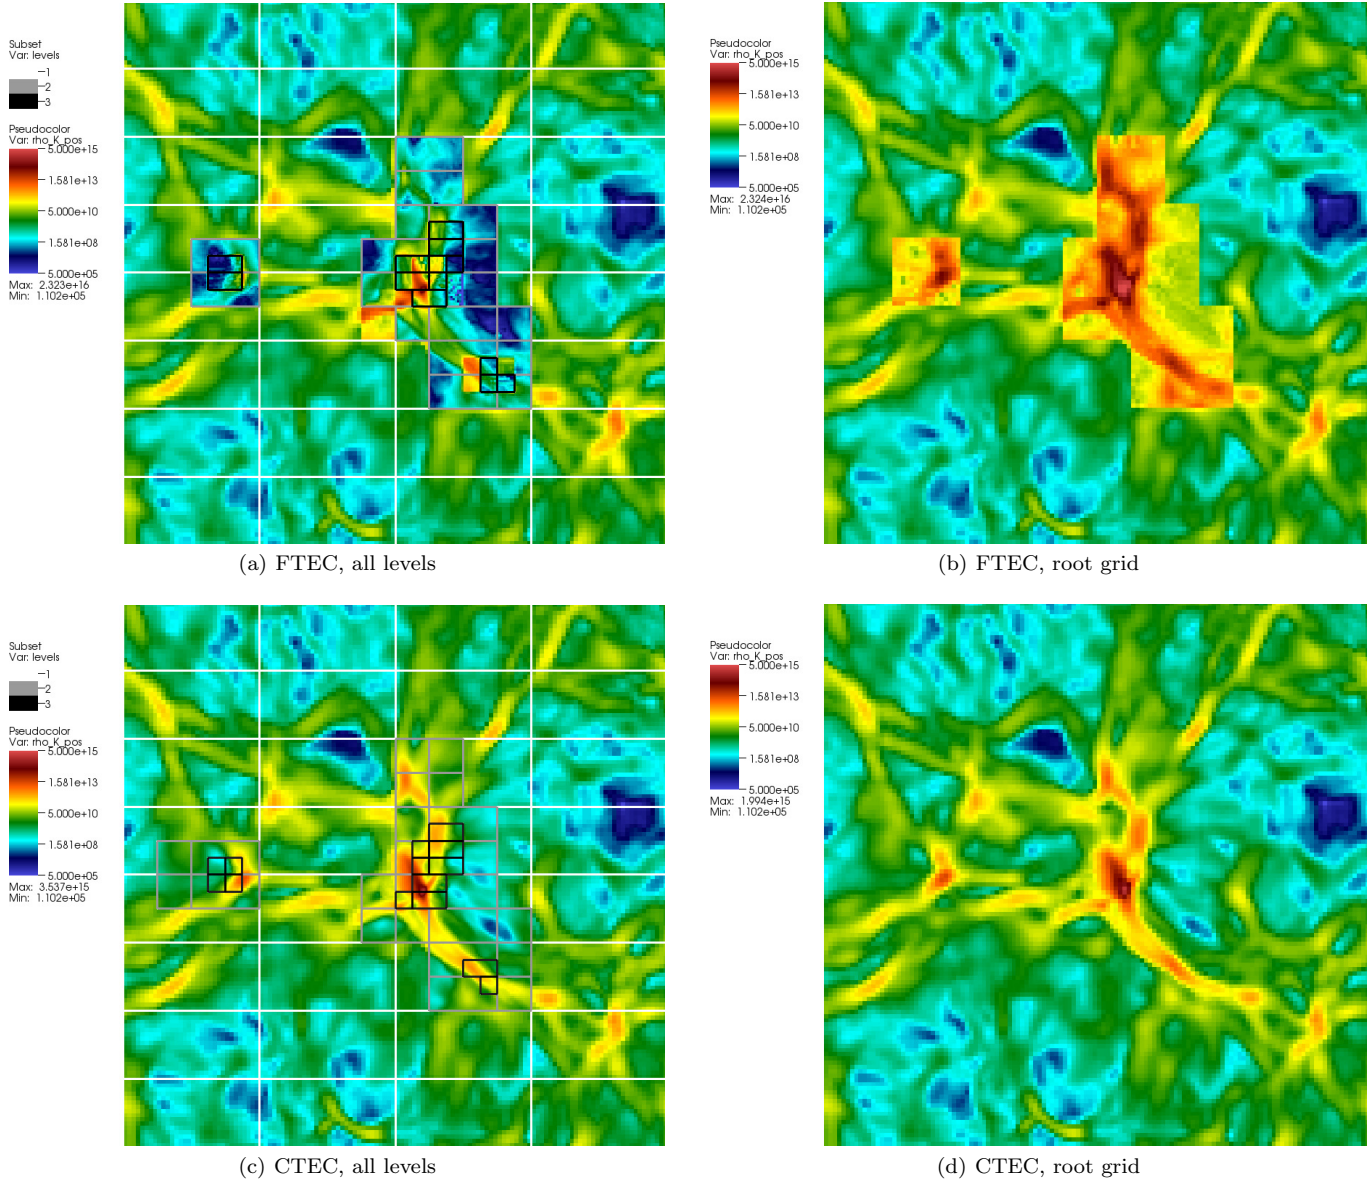 Subset
Var: levels
1
2
3
Pseudocolor
Var: rho_K_pos
5.000e+15
1.581e+13
5.000e+10
1.581e+08
5.000e+05
Max: 2.323e+16
Min: 1.102e+05
(a) FTEC, all levels
Pseudocolor
Var: rho_K_pos
5.000e+15
1.581e+13
5.000e+10
1.581e+08
5.000e+05
Max: 2.324e+16
Min: 1.102e+05
(b) FTEC, root grid
Subset
Var: levels
1
2
3
Pseudocolor
Var: rho_K_pos
5.000e+15
1.581e+13
5.000e+10
1.581e+08
5.000e+05
Max: 3.537e+15
Min: 1.102e+05
(c) CTEC, all levels
Pseudocolor
Var: rho_K_pos
5.000e+15
1.581e+13
5.000e+10
1.581e+08
5.000e+05
Max: 1.994e+15
Min: 1.102e+05
(d) CTEC, root grid